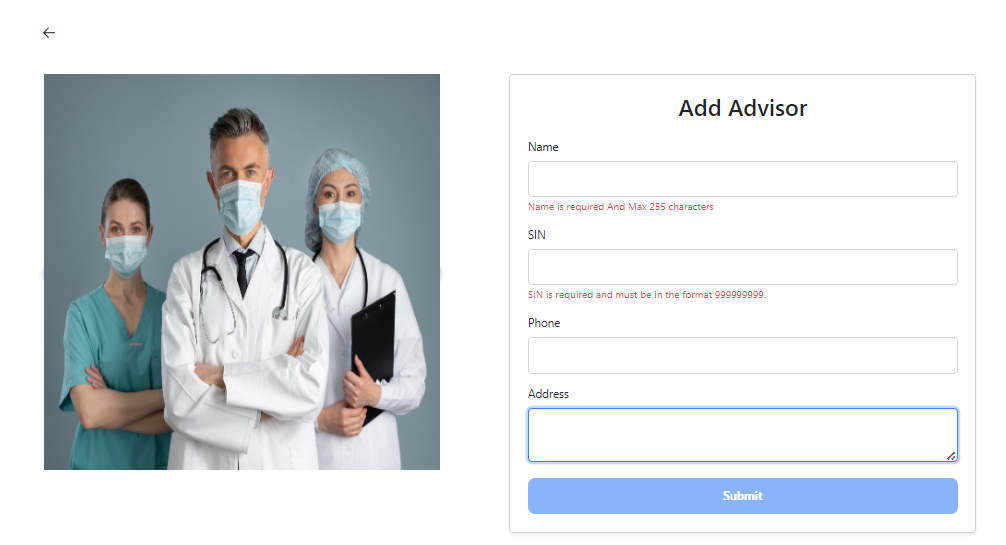 Add Advisor
Name
Name is required And Max 255 characters
SIN
SIN is required and must be in the format 999999999.
Phone
Address
Submit